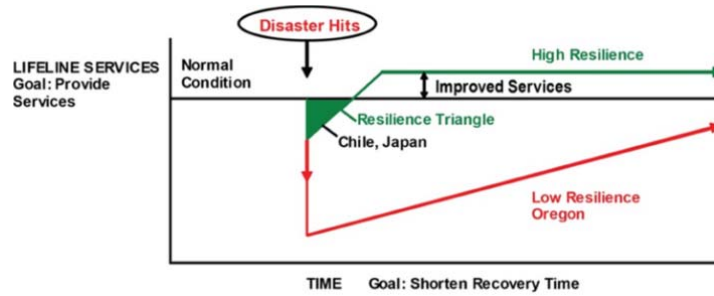 Disaster Hits
LIFELINE SERVICES
Goal: Provide
Services
Normal
Condition
High Resilience
Improved Services
Resilience Triangle
Chile, Japan
Low Resilience
Oregon
TIME Goal: Shorten Recovery Time